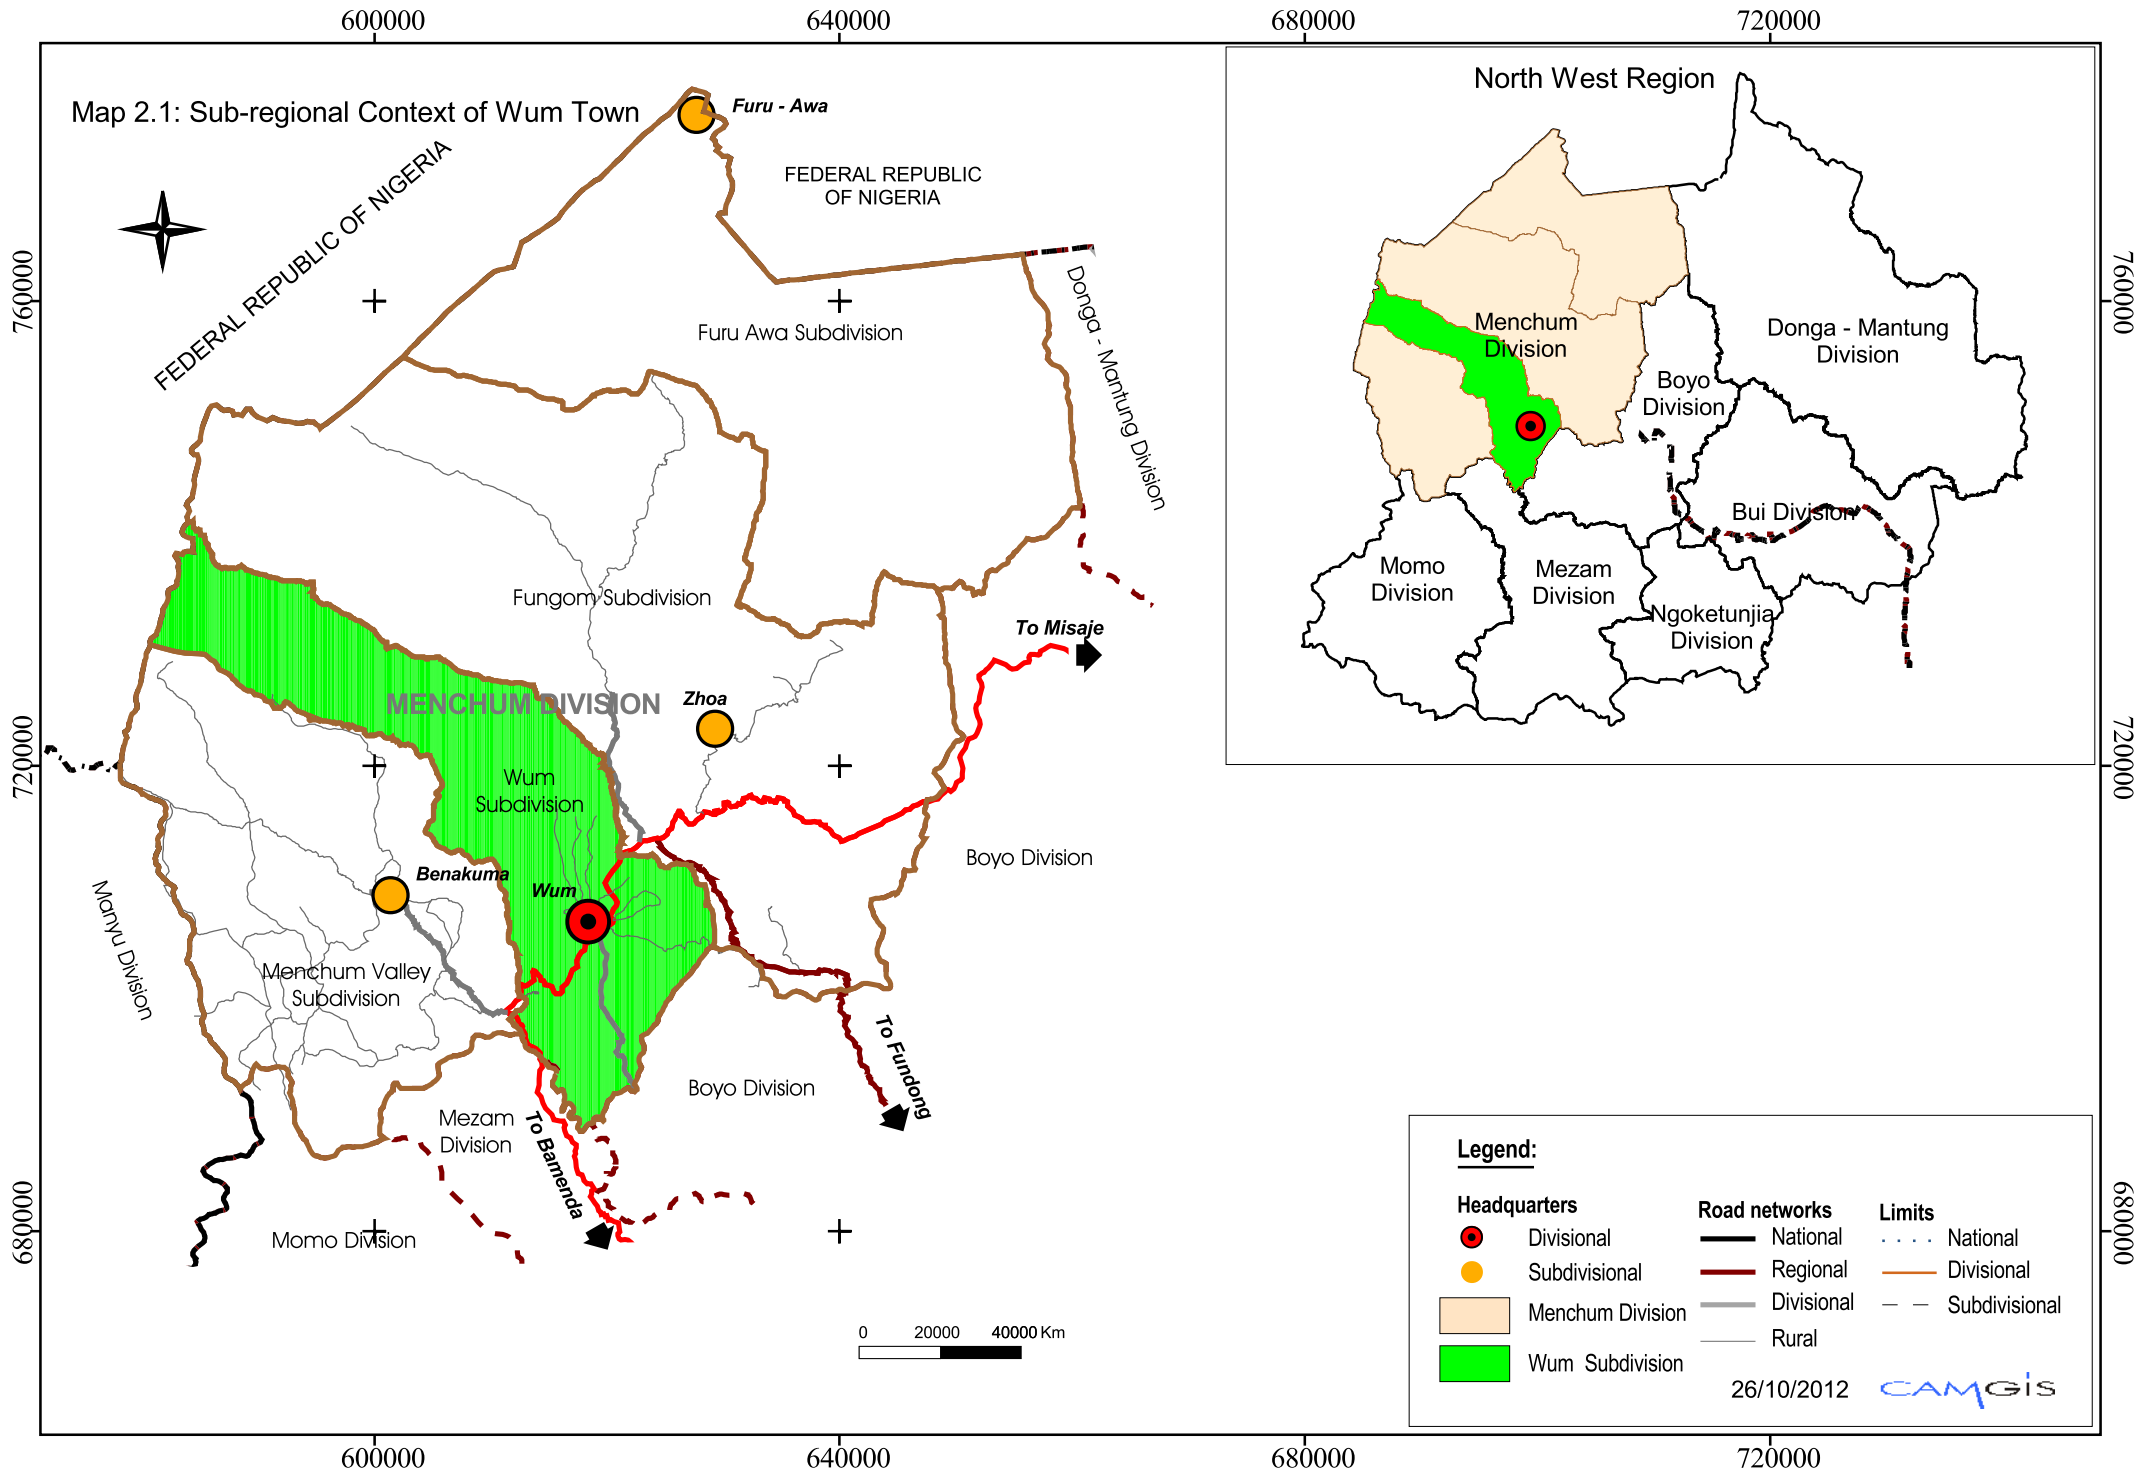 600000
640000
680000
720000
Map 2.1: Sub-regional Context of Wum Town
North West Region
Furu - Awa
FEDERAL REPUBLIC OF NIGERIA
FEDERAL REPUBLIC
OF NIGERIA
760000
760000
Donga - Mantung Division
Furu Awa Subdivision
Menchum
Division
Donga - Mantung
Division
Boyo
Division
Bui Division
Momo
Division
Mezam
Division
Ngoketunjia
Division
Fungom Subdivision
To Misaje
MENCHUM DIVISION
Zhoa
720000
720000
Wum
Subdivision
Boyo Division
Benakuma
Wum
Manyu Division
Menchum Valley
Subdivision
To Fundong
Boyo Division
Mezam
Division
To Bamenda
Momo Division
680000
680000
0 20000 40000 Km
Legend:
Headquarters
Divisional
Subdivisional
Menchum Division
Wum Subdivision
Road networks
National
Regional
Divisional
Rural
Limits
National
Divisional
Subdivisional
26/10/2012
CAMGIS
600000
640000
680000
720000